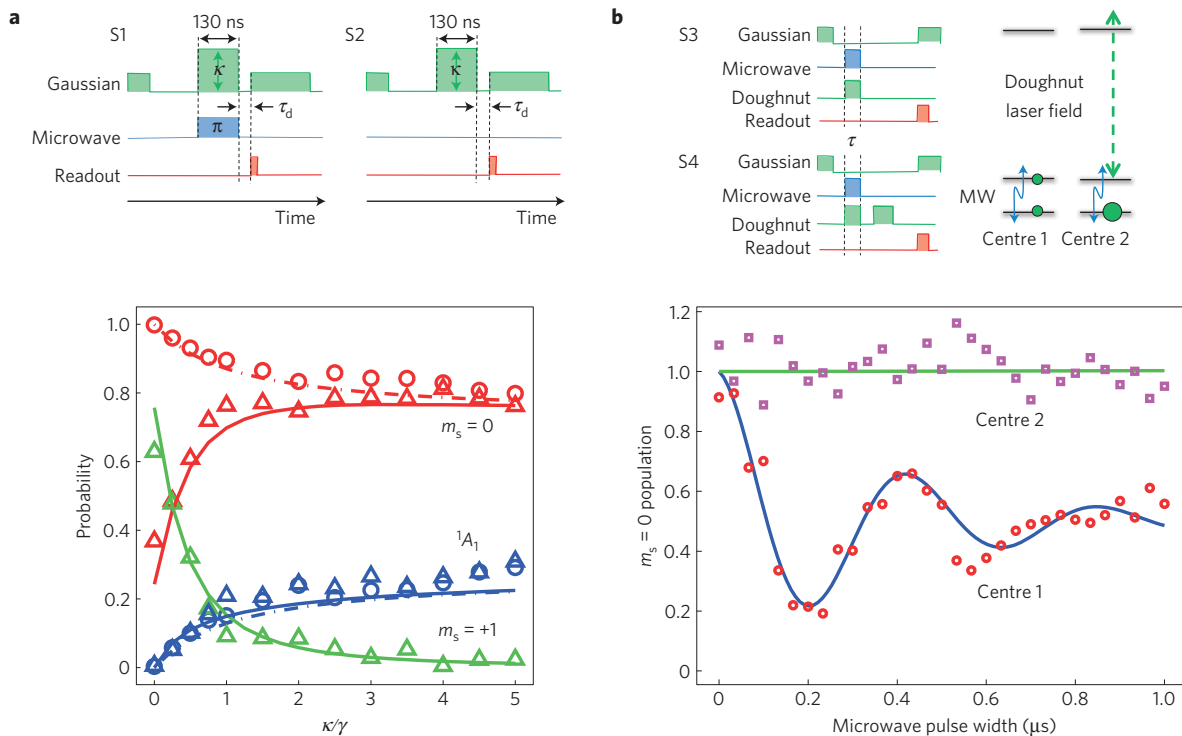 a
S1
130 ns
κ
Gaussian
τd
Microwave
π
Readout
Time
S2
130 ns
κ
τd
Time
1.0
0.8
0.6
0.4
0.2
0
Probability
ms = 0
1A1
ms = +1
0
1
2
3
4
5
κ/γ
b
S3
Gaussian
Microwave
Doughnut
Readout
τ
S4
Gaussian
Microwave
Doughnut
Readout
Doughnut
laser field
MW
Centre 1
Centre 2
1.2
1.0
0.8
0.6
0.4
0.2
0
ms = 0 population
Centre 2
Centre 1
0
0.2
0.4
0.6
0.8
1.0
Microwave pulse width (μs)